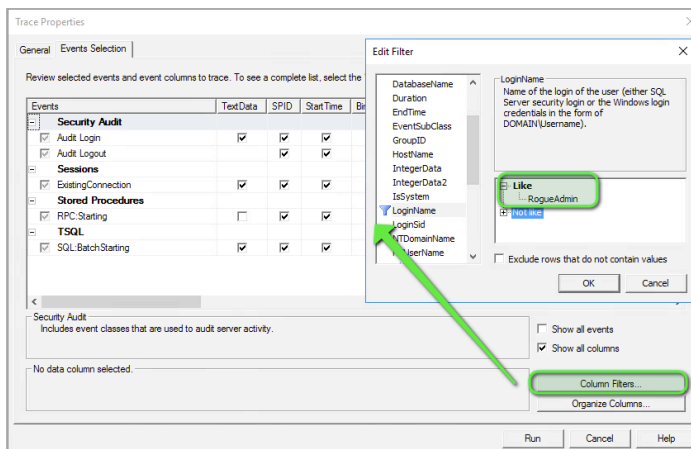 Trace Properties
General
Events Selection
Review selected events and event columns to trace. To see a complete list, select the
Events
TextData
SPID
StartTime
Security Audit
Audit Login
Audit Logout
Sessions
ExistingConnection
Stored Procedures
RPC:Starting
TSQL
SQL:BatchStarting
Security Audit
Includes event classes that are used to audit server activity.
No data column selected.
Show all events
Show all columns
Column Filters...
Organize Columns...
Run
Cancel
Help
Edit Filter
DatabaseName
Duration
EndTime
EventSubClass
GroupID
HostName
IntegerData
IntegerData2
IsSystem
LoginName
LoginSid
NTDomainName
LoginName
Name of the login of the user (either SQL
Server security login or the Windows login
credentials in the form of
DOMAIN\Username).
Like
RogueAdmin
Not like
Exclude rows that do not contain values
OK
Cancel